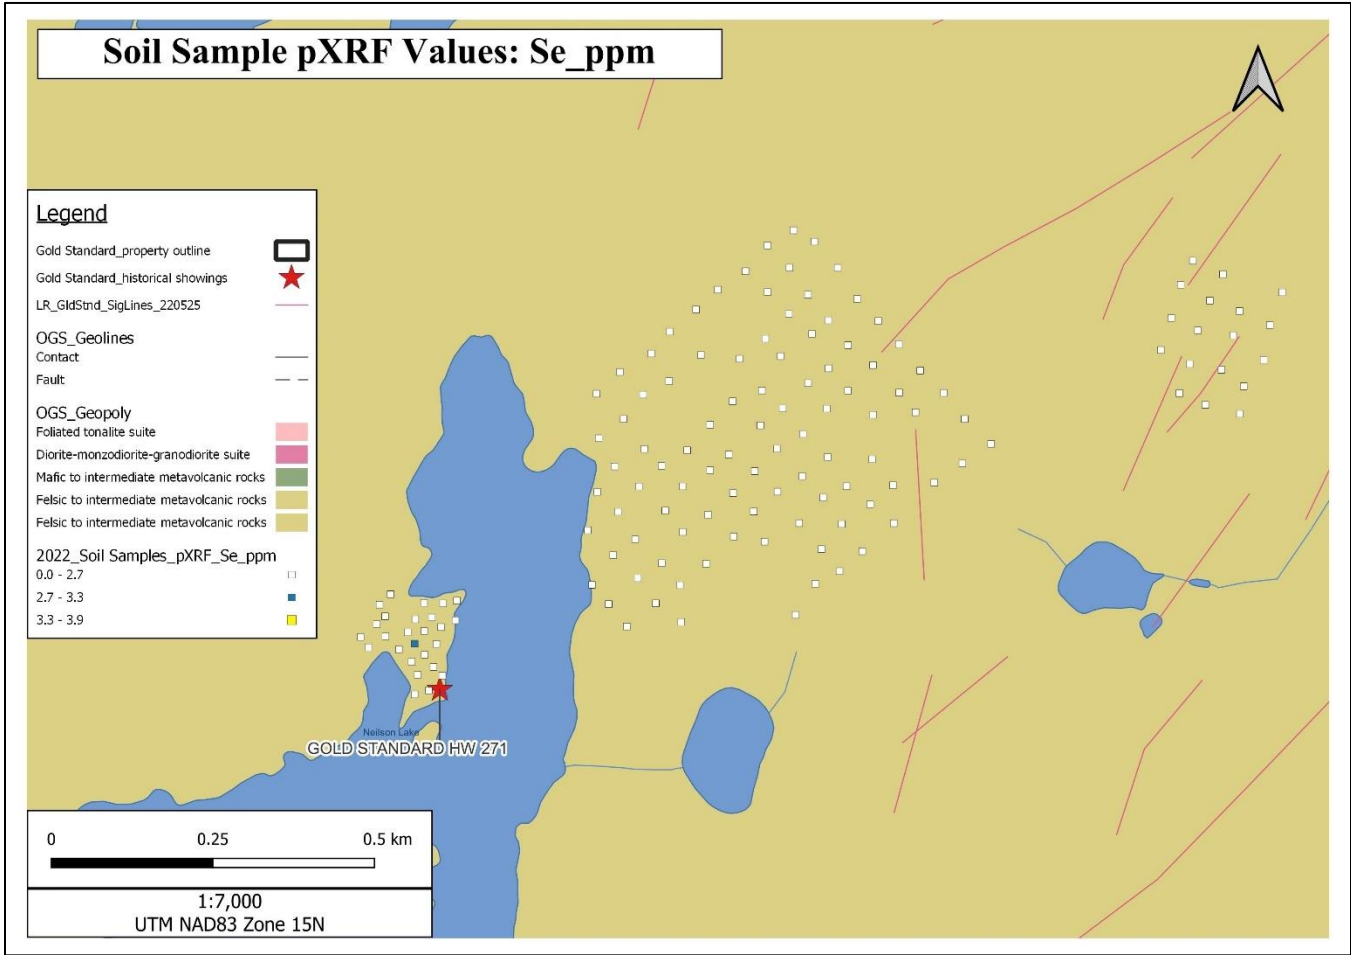 Soil Sample pXRF Values: Se_ppm
Legend
Gold Standard_property outline
Gold Standard_historical showings
LR_GldStnd_SigLines_220525
OGS_Geolines
Contact
Fault
OGS_Geopoly
Foliated tonalite suite
Diorite-monzodiorite-granodiorite suite
Mafic to intermediate metavolcanic rocks
Felsic to intermediate metavolcanic rocks
Felsic to intermediate metavolcanic rocks
2022_Soil Samples_pXRF_Se_ppm
0.0 - 2.7
2.7 - 3.3
3.3 - 3.9
Neilson Lake
GOLD STANDARD HW 271
0 0.25 0.5 km
1:7,000
UTM NAD83 Zone 15N